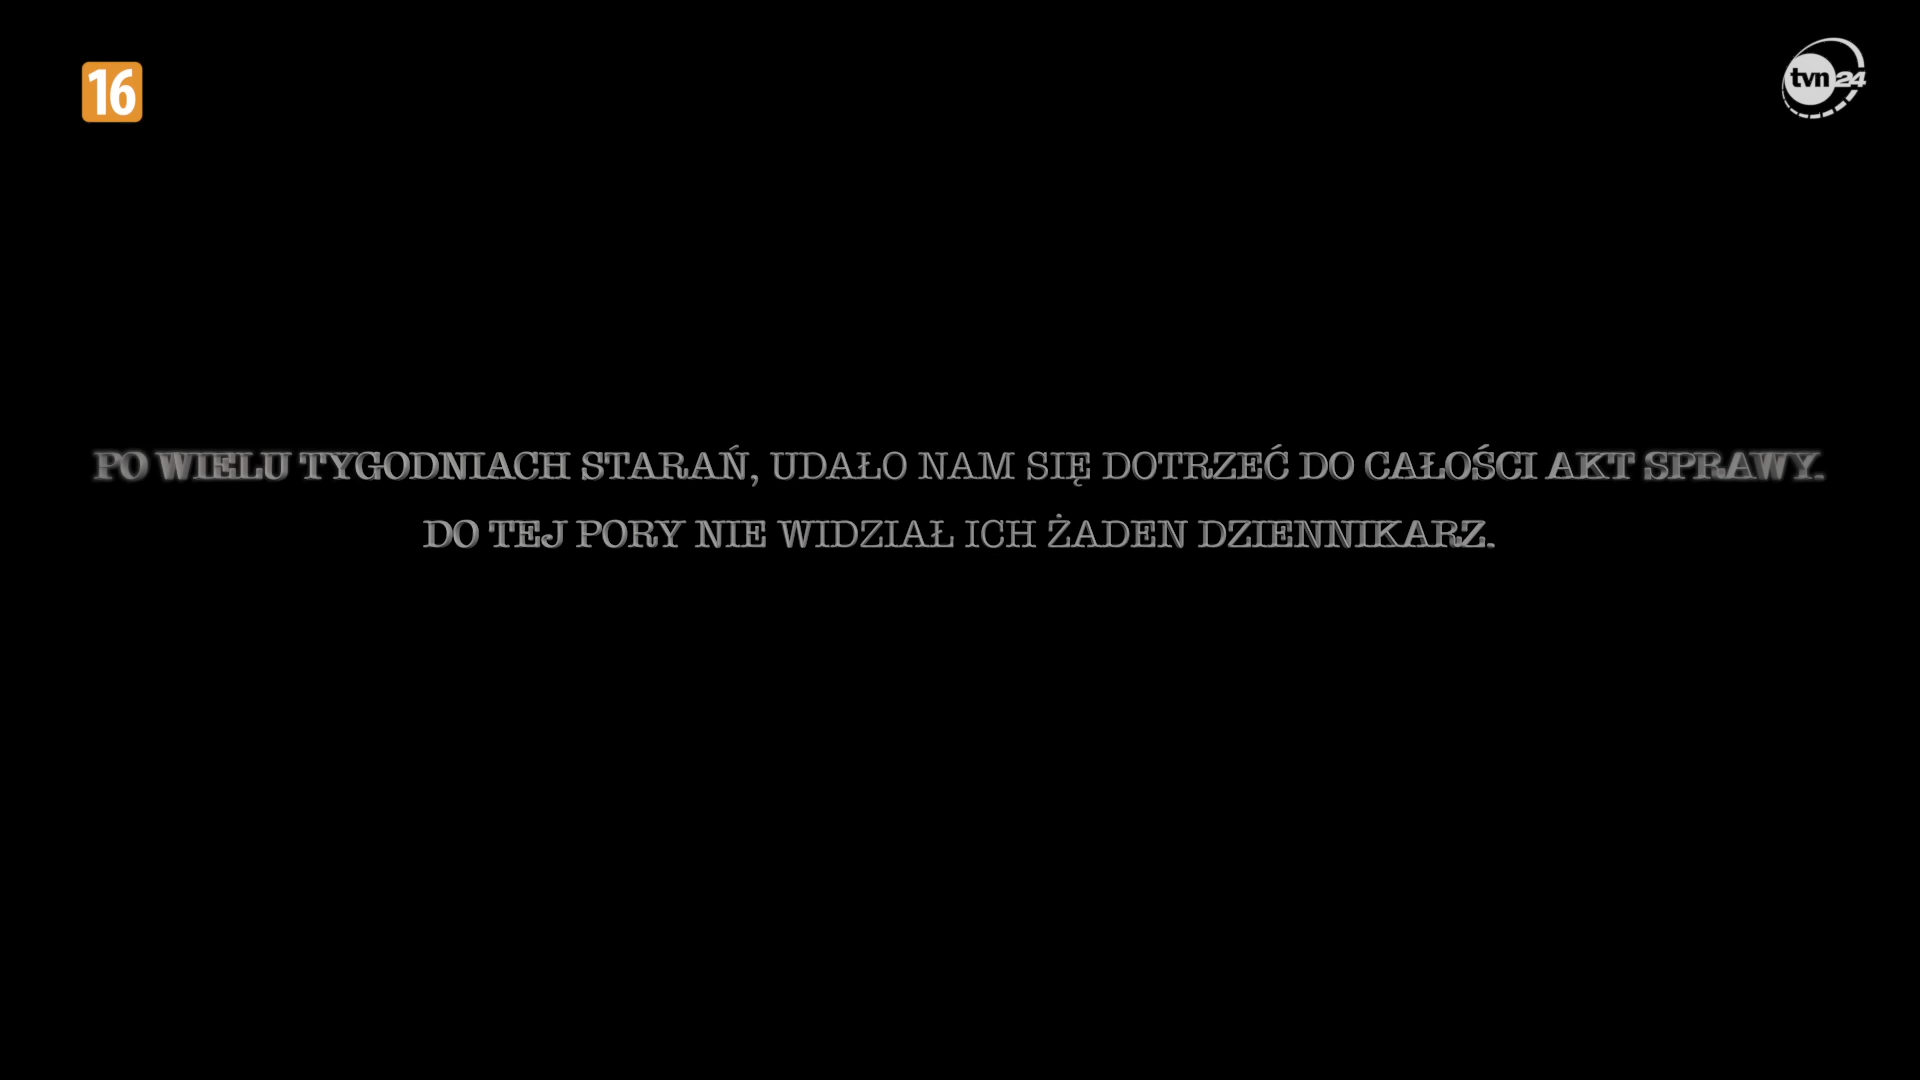 16
tvn24
PO WIELU TYGODNIACH STARAŃ, UDAŁO NAM SIĘ DOTRZEĆ DO CAŁOŚCI AKT SPRAWY.
DO TEJ PORY NIE WIDZIAŁ ICH ŻADEN DZIENNIKARZ.